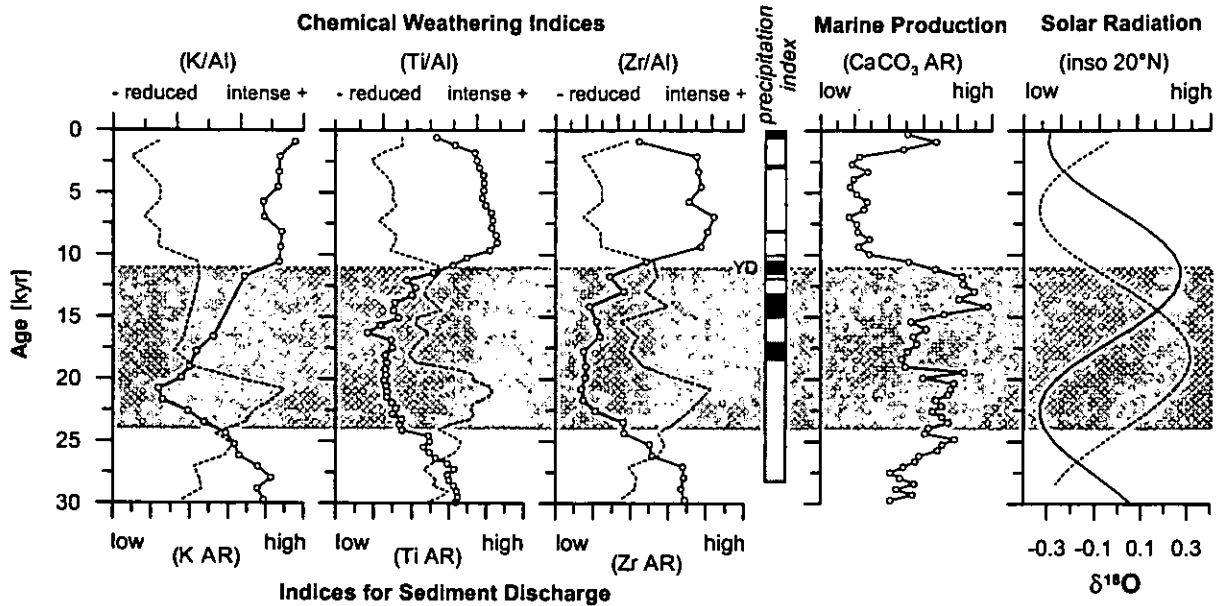 Chemical Weathering Indices
Marine Production
Solar Radiation
(K/Al)
(Ti/Al)
(Zr/Al)
precipitation index
(CaCO₃ AR)
(inso 20°N)
- reduced intense +
- reduced intense +
- reduced intense +
low high
low high
Age [kyr]
0
5
10
15
20
25
30
YD
low high
(K AR)
(Ti AR)
low high
(Zr AR)
-0.3 -0.1 0.1 0.3
Indices for Sediment Discharge
δ¹⁸O